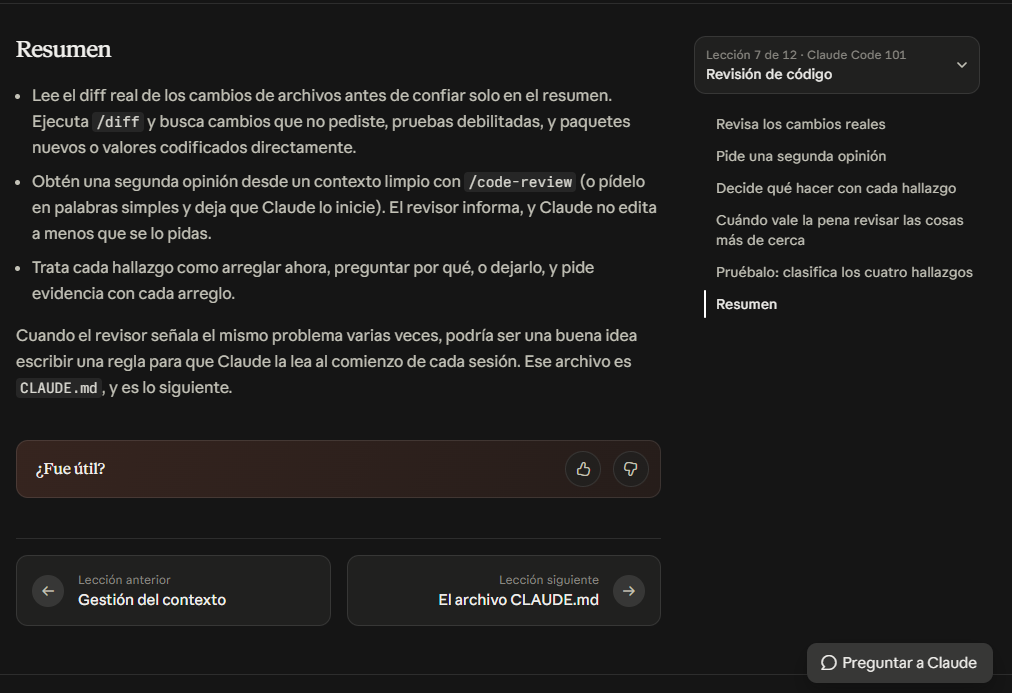 Resumen
Lee el diff real de los cambios de archivos antes de confiar solo en el resumen.
Ejecuta /diff y busca cambios que no pediste, pruebas debilitadas, y paquetes
nuevos o valores codificados directamente.
Obtén una segunda opinión desde un contexto limpio con /code-review (o pídelo
en palabras simples y deja que Claude lo inicie). El revisor informa, y Claude no edita
a menos que se lo pidas.
Trata cada hallazgo como arreglar ahora, preguntar por qué, o dejarlo, y pide
evidencia con cada arreglo.
Cuando el revisor señala el mismo problema varias veces, podría ser una buena idea
escribir una regla para que Claude la lea al comienzo de cada sesión. Ese archivo es
CLAUDE.md, y es lo siguiente.
¿Fue útil?
Lección anterior
Gestión del contexto
Lección siguiente
El archivo CLAUDE.md
Lección 7 de 12 · Claude Code 101
Revisión de código
Revisa los cambios reales
Pide una segunda opinión
Decide qué hacer con cada hallazgo
Cuándo vale la pena revisar las cosas
más de cerca
Pruébalo: clasifica los cuatro hallazgos
Resumen
Preguntar a Claude